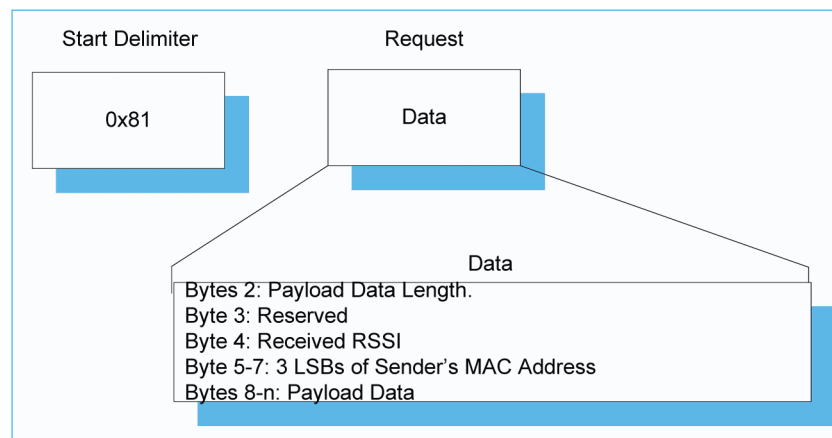 Start Delimiter
Request
0x81
Data
Data
Bytes 2: Payload Data Length.
Byte 3: Reserved
Byte 4: Received RSSI
Byte 5-7: 3 LSBs of Sender’s MAC Address
Bytes 8-n: Payload Data